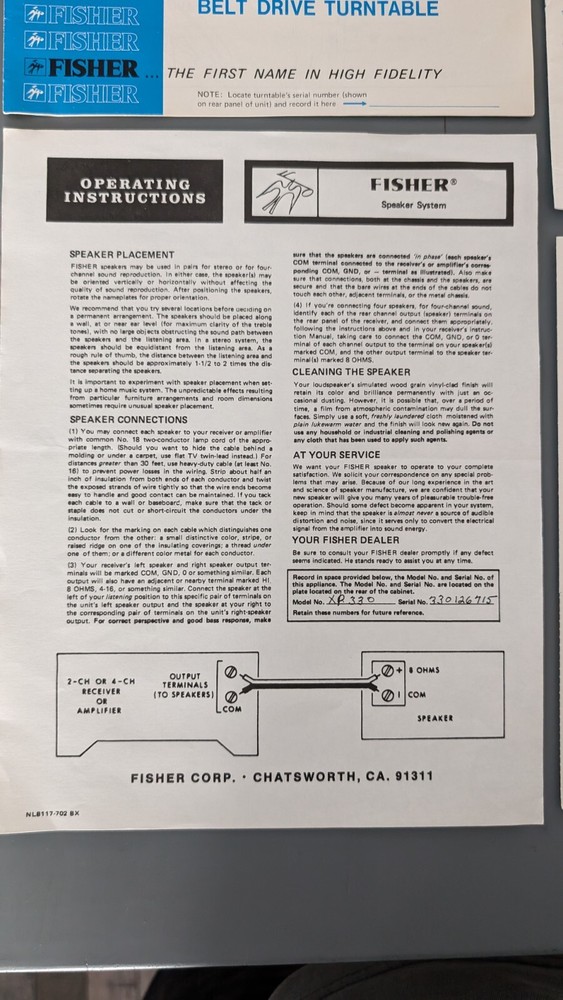 BELT DRIVE TURNTABLE
FISHER
FISHER
FISHER ... THE FIRST NAME IN HIGH FIDELITY
FISHER
NOTE: Locate turntable's serial number (shown
on rear panel of unit) and record it here
OPERATING
INSTRUCTIONS
FISHER®
Speaker System
SPEAKER PLACEMENT
FISHER speakers may be used in pairs for stereo or for four-
channel sound reproduction. In either case, the speaker(s) may
be oriented vertically or horizontally without affecting the
quality of sound reproduction. After positioning the speakers,
rotate the nameplates for proper orientation.
We recommend that you try several locations before deciding on
a permanent arrangement. The speakers should be placed along
a wall, at or near ear level (for maximum clarity of the treble
tones), with no large objects obstructing the sound path between
the speakers and the listening area. In a stereo system, the
speakers should be equidistant from the listening area. As a
rough rule of thumb, the distance between the listening area and
the speakers should be approximately 1-1/2 to 2 times the dis-
tance separating the speakers.
It is important to experiment with speaker placement when set-
ting up a home music system. The unpredictable effects resulting
from particular furniture arrangements and room dimensions
sometimes require unusual speaker placement.
SPEAKER CONNECTIONS
(1) You may connect each speaker to your receiver or amplifier
with common No. 18 two-conductor lamp cord of the appro-
priate length. (Should you want to hide the cable behind a
molding or under a carpet, use flat TV twin-lead instead.) For
distances greater than 30 feet, use heavy-duty cable (at least No.
16) to prevent power losses in the wiring. Strip about half an
inch of insulation from both ends of each conductor and twist
the exposed strands of wire tightly so that the wire ends become
easy to handle and good contact can be maintained. If you tack
each cable to a wall or baseboard, make sure that the tack or
staple does not cut or short-circuit the conductors under the
insulation.
(2) Look for the marking on each cable which distinguishes one
conductor from the other: a small distinctive color, stripe, or
raised ridge on one of the insulating coverings; a thread under
one of them; or a different color metal for each conductor.
(3) Your receiver's left speaker and right speaker output ter-
minals will be marked COM, GND, 0 or something similar. Each
output will also have an adjacent or nearby terminal marked HI,
8 OHMS, 4-16, or something similar. Connect the speaker at the
left of your listening position to this specific pair of terminals on
the unit's left speaker output and the speaker at your right to
the corresponding pair of terminals on the unit's right-speaker
output. For correct perspective and good bass response, make
sure that the speakers are connected 'in phase' (each speaker's
COM terminal connected to the receiver's or amplifier's corres-
ponding COM, GND, or — terminal as illustrated). Also make
sure that connections, both at the chassis and the speakers, are
secure and that the bare wires at the ends of the cables do not
touch each other, adjacent terminals, or the metal chassis.
(4) If you're connecting four speakers, for four-channel sound,
identify each of the rear channel output (speaker) terminals on
the rear panel of the receiver, and connect them appropriately,
following the instructions above and in your receiver's Instruc-
tion Manual, taking care to connect the COM, GND, or 0 ter-
minal of each channel output to the terminal on your speaker(s)
marked COM, and the other output terminal to the speaker ter-
minal(s) marked 8 OHMS.
CLEANING THE SPEAKER
Your loudspeaker's simulated wood grain vinyl-clad finish will
retain its color and brilliance permanently with just an oc-
casional dusting. However, it is possible that, over a period of
time, a film from atmospheric contamination may dull the sur-
faces. Simply use a soft, freshly laundered cloth moistened with
plain lukewarm water and the finish will look new again. Do not
use any household or industrial cleaning and polishing agents or
any cloth that has been used to apply such agents.
AT YOUR SERVICE
We want your FISHER speaker to operate to your complete
satisfaction. We solicit your correspondence on any special prob-
lems that may arise. Because of our long experience in the art
and science of speaker manufacture, we are confident that your
new speaker will give you many years of pleasurable trouble-free
operation. Should some defect become apparent in your system,
keep in mind that the speaker is almost never a source of audible
distortion and noise, since it serves only to convert the electrical
signal from the amplifier into sound energy.
YOUR FISHER DEALER
Be sure to consult your FISHER dealer promptly if any defect
seems indicated. He stands ready to assist you at any time.
Record in space provided below, the Model No. and Serial No. of
this appliance. The Model No. and Serial No. are located on the
plate located on the rear of the cabinet.
Model No. XP 330 Serial No. 330126715
Retain these numbers for future reference.
2-CH OR 4-CH
RECEIVER
OR
AMPLIFIER
OUTPUT
TERMINALS
(TO SPEAKERS)
COM
+ 8 OHMS
COM
SPEAKER
FISHER CORP. · CHATSWORTH, CA. 91311
NLB117-702 BX